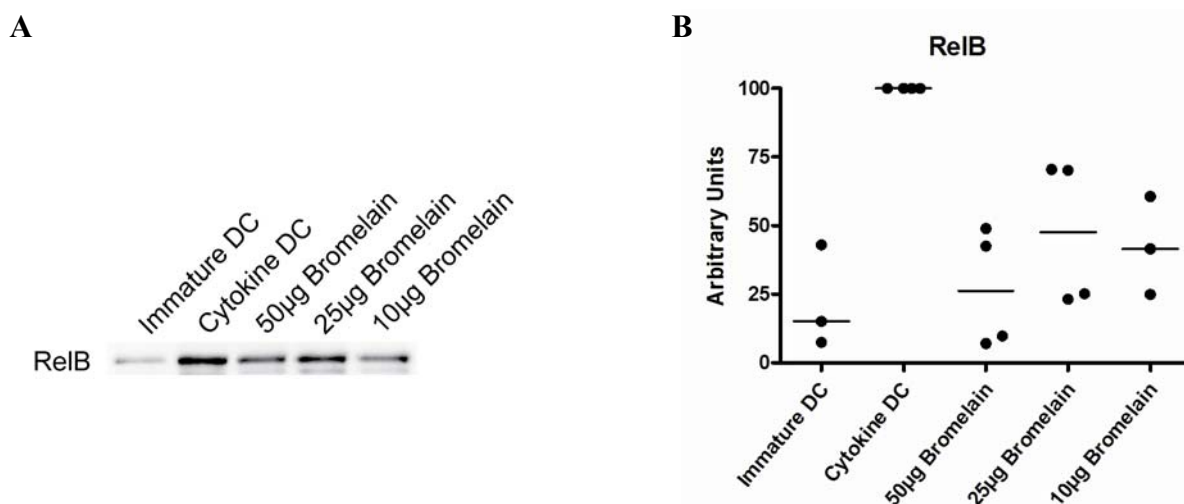 A
Immature DC
Cytokine DC
50µg Bromelain
25µg Bromelain
10µg Bromelain
RelB
B
RelB
Arbitrary Units
100
75
50
25
0
Immature DC
Cytokine DC
50µg Bromelain
25µg Bromelain
10µg Bromelain